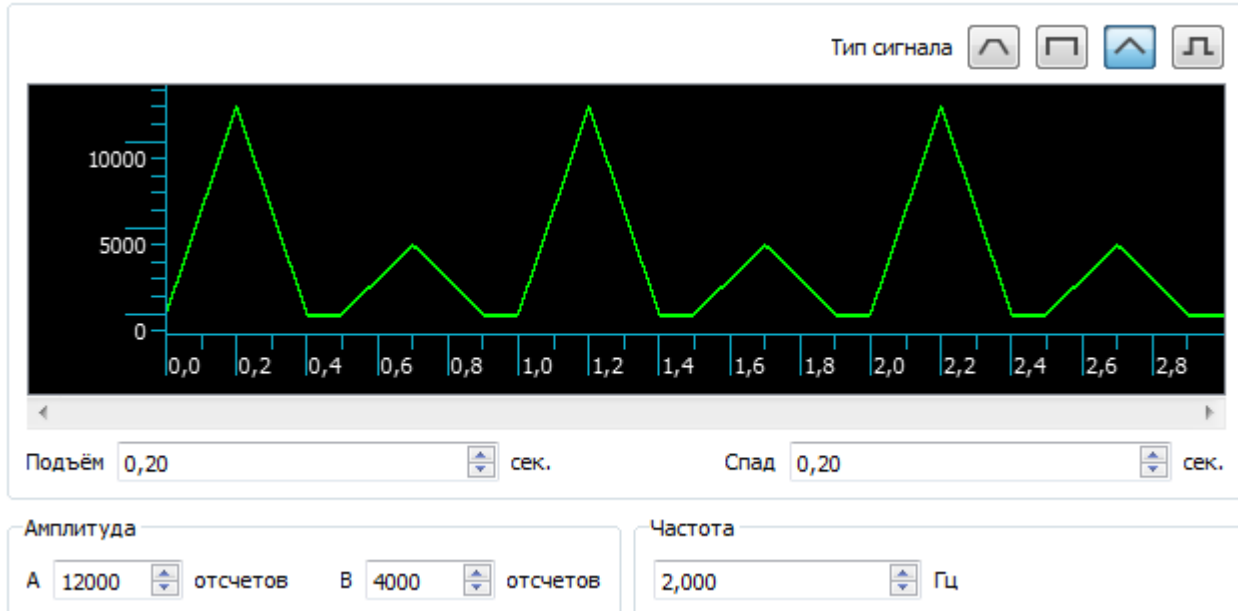 Тип сигнала
10000
5000
0
0,0 0,2 0,4 0,6 0,8 1,0 1,2 1,4 1,6 1,8 2,0 2,2 2,4 2,6 2,8
Подъём 0,20 сек. Спад 0,20 сек.
Амплитуда Частота
А 12000 отсчетов В 4000 отсчетов 2,000 Гц